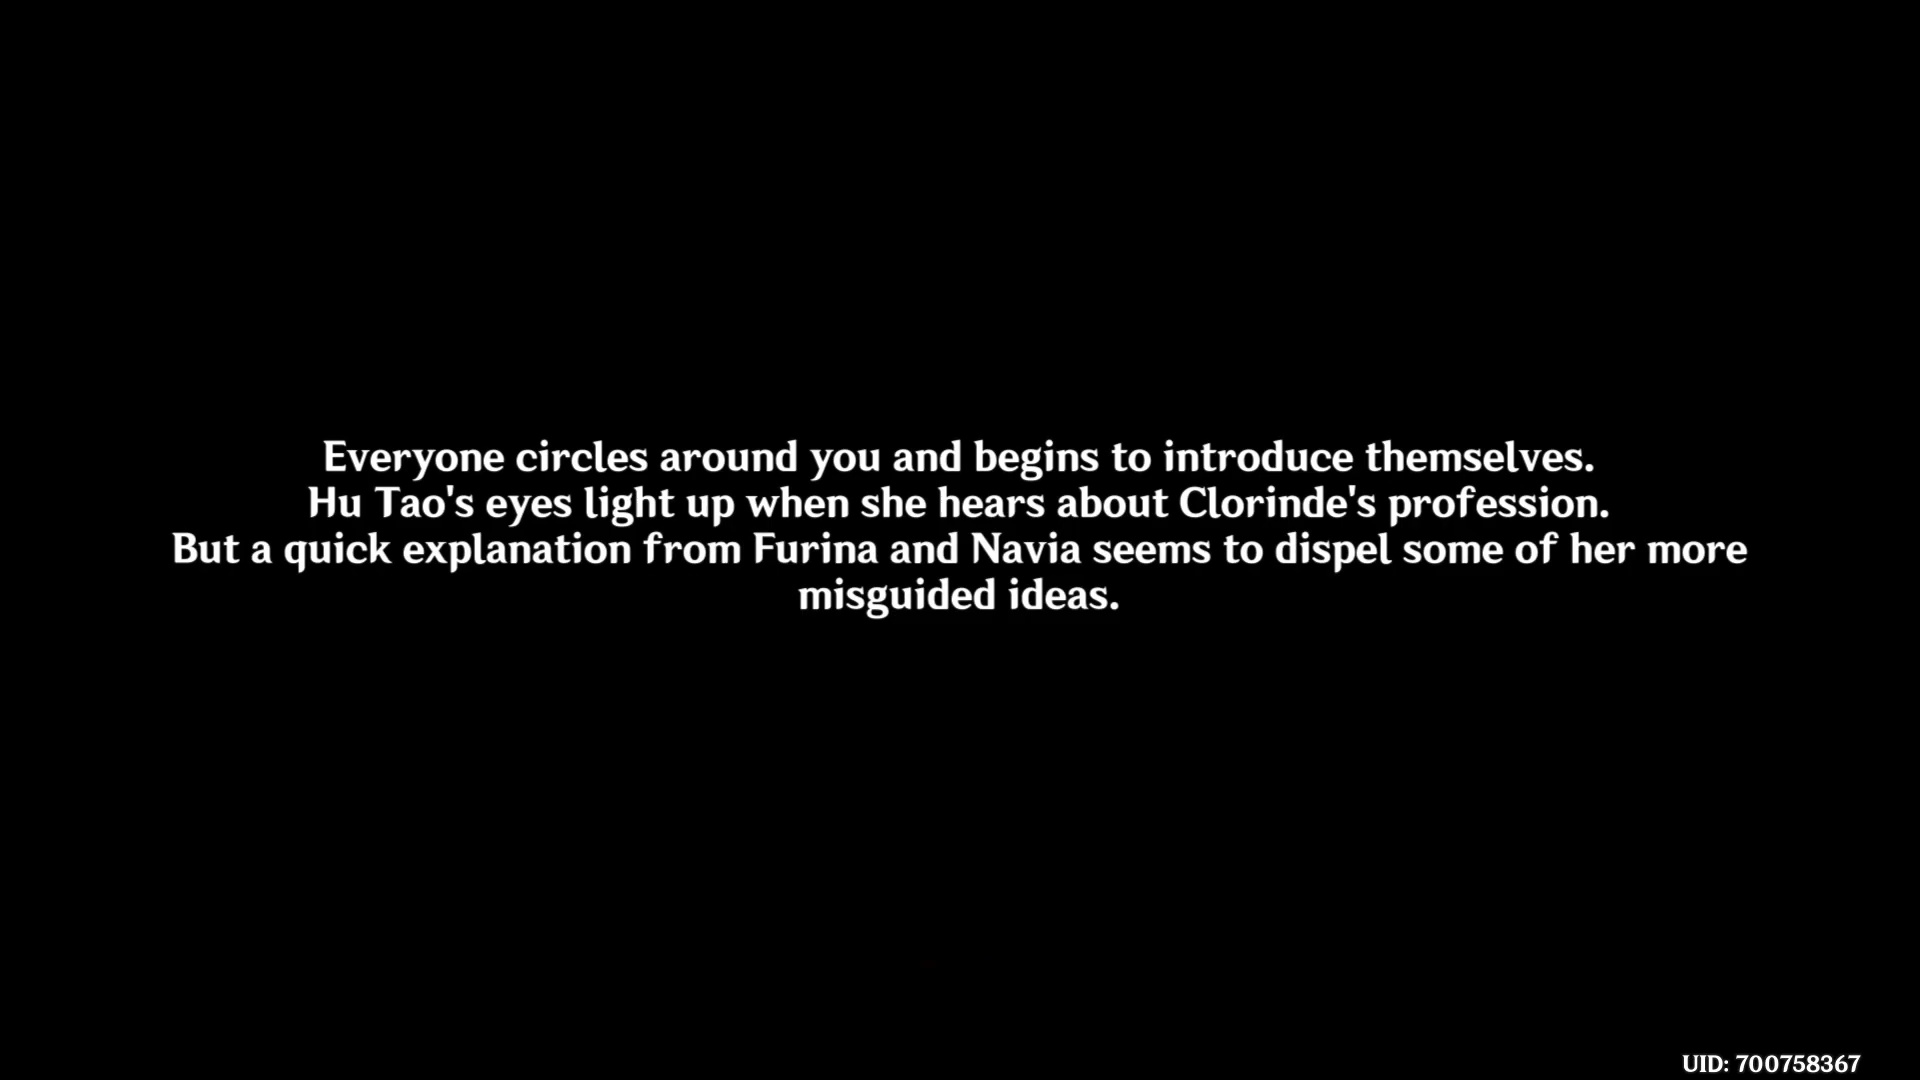 Everyone circles around you and begins to introduce themselves.
Hu Tao's eyes light up when she hears about Clorinde's profession.
But a quick explanation from Furina and Navia seems to dispel some of her more
misguided ideas.
UID: 700758367